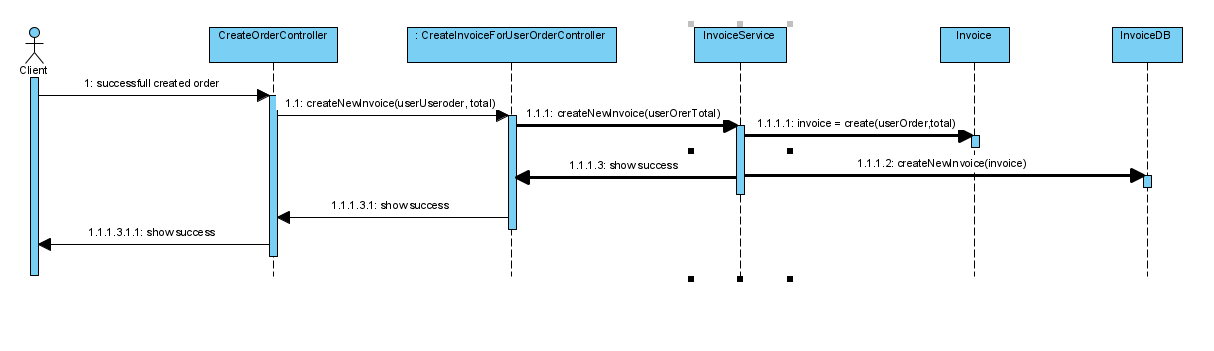 CreateOrderController
: CreateInvoiceForUserOrderController
InvoiceService
Invoice
InvoiceDB
Client
1: successfull created order
1.1: createNewInvoice(userUseroder, total)
1.1.1: createNewInvoice(userOrerTotal)
1.1.1.1: invoice = create(userOrder,total)
1.1.1.3: show success
1.1.1.2: createNewInvoice(invoice)
1.1.1.3.1: show success
1.1.1.3.1.1: show success